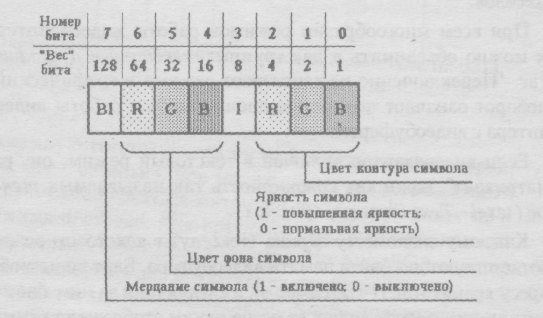 Номер бита 7 6 5 4 3 2 1 0
"Вес" бита 128 64 32 16 8 4 2 1
BI R G B I R G B
Цвет контура символа
Яркость символа
(1 - повышенная яркость;
0 - нормальная яркость)
Цвет фона символа
Мерцание символа (1 - включено; 0 - выключено)